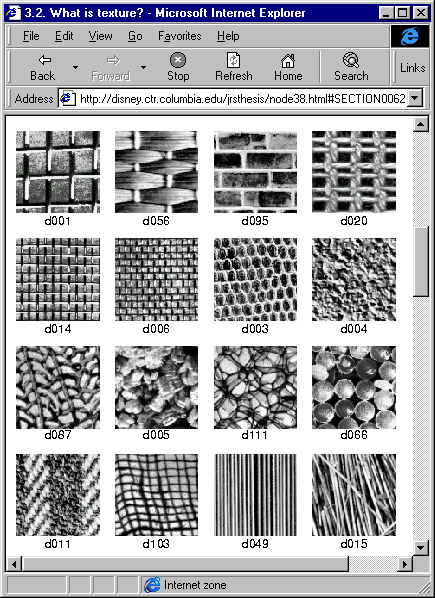 3.2. What is texture? - Microsoft Internet Explorer
File Edit View Go Favorites Help
Back Forward Stop Refresh Home Search Links
Address http://disney.ctr.columbia.edu/jrsthesis/node38.html#SECTION0062
d001 d056 d095 d020
d014 d006 d003 d004
d087 d005 d111 d066
d011 d103 d049 d015
Internet zone